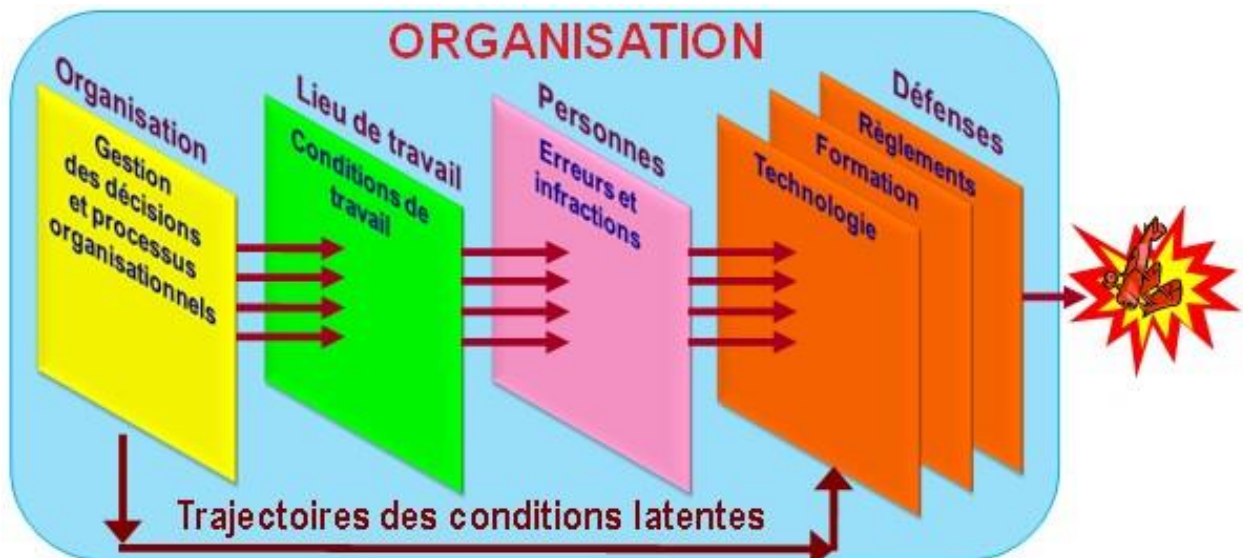 ORGANISATION
Organisation
Gestion
des décisions
et processus
organisationnels
Lieu de travail
Conditions de
travail
Personnes
Erreurs et
infractions
Défenses
Règlements
Formation
Technologie
Trajectoires des conditions latentes